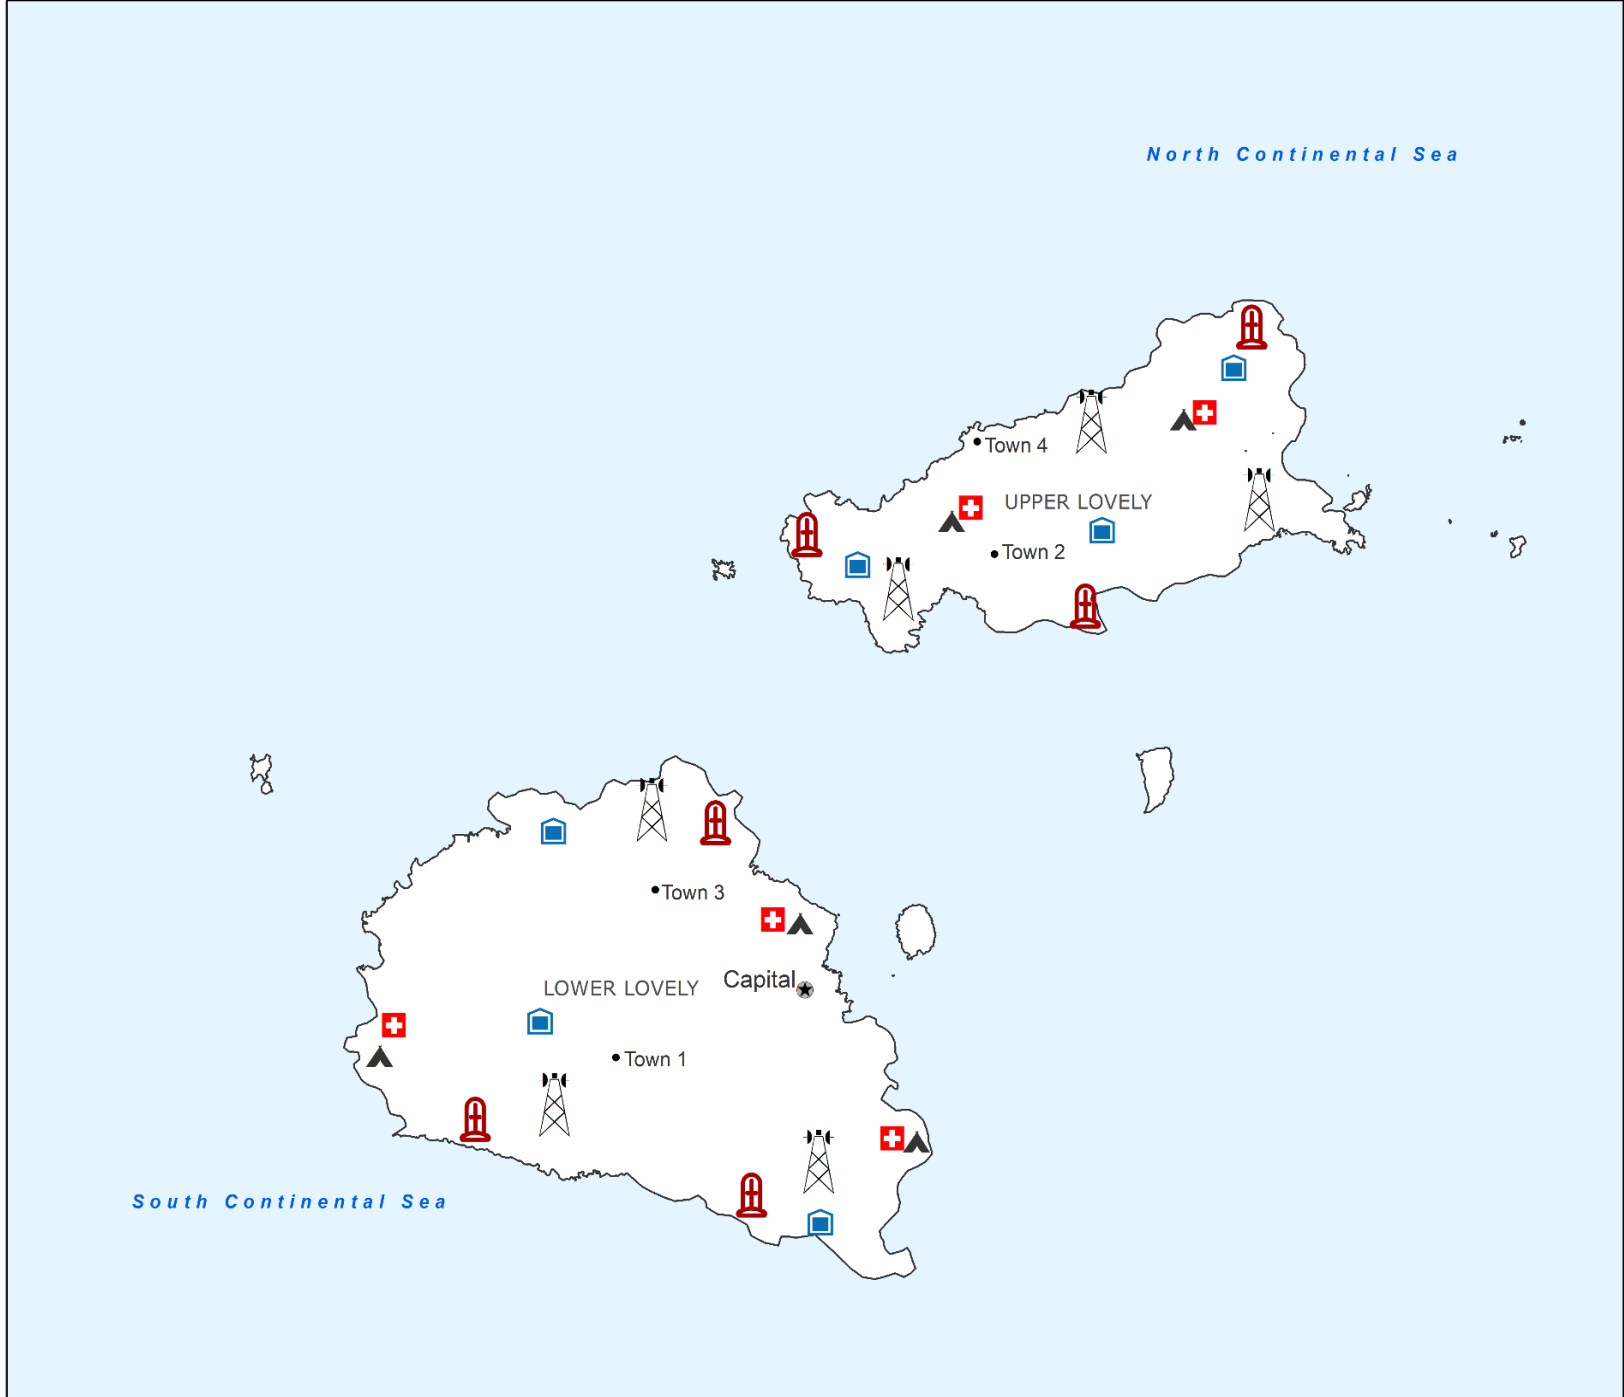 North Continental Sea
Town 4
UPPER LOVELY
Town 2
Town 3
Capital
LOWER LOVELY
Town 1
South Continental Sea